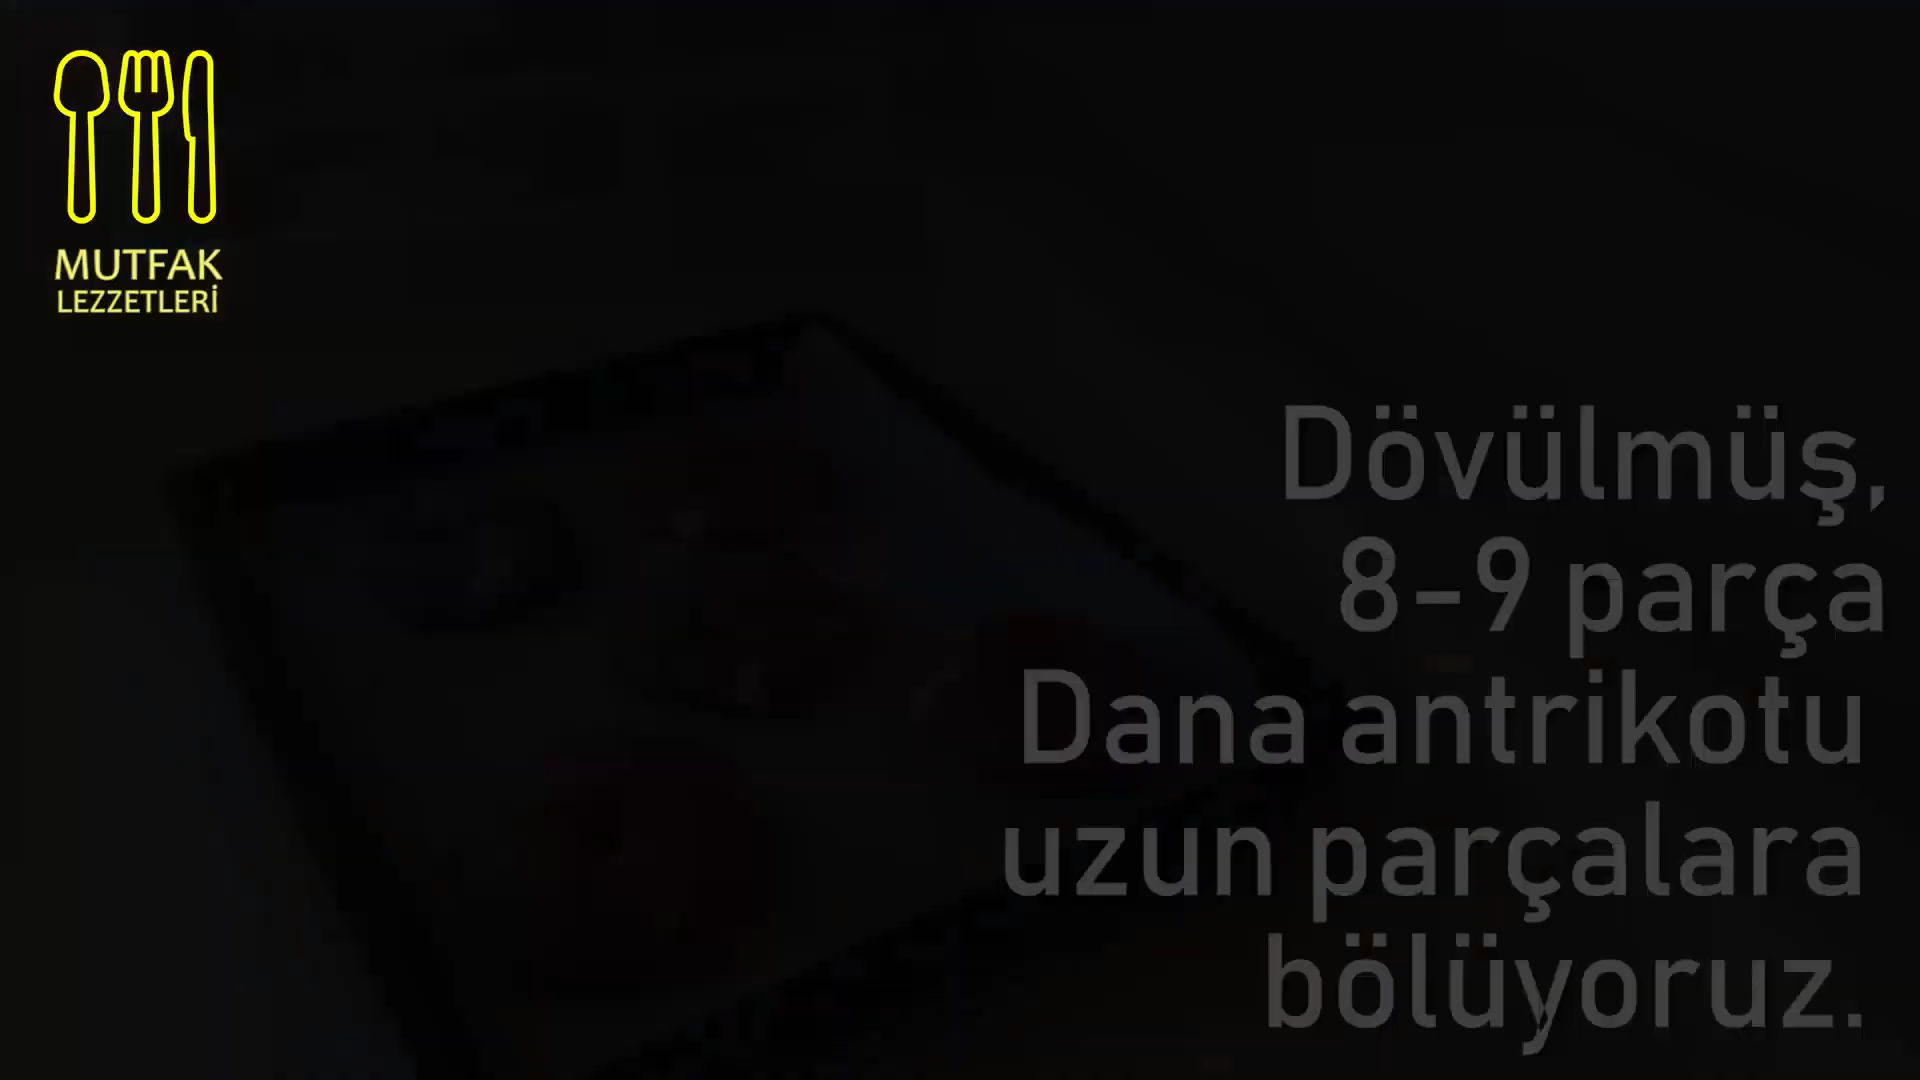 MUTFAK
LEZZETLERİ
Dövülmüş,
8-9 parça
Dana antrikotu
uzun parçalara
bölüyoruz.